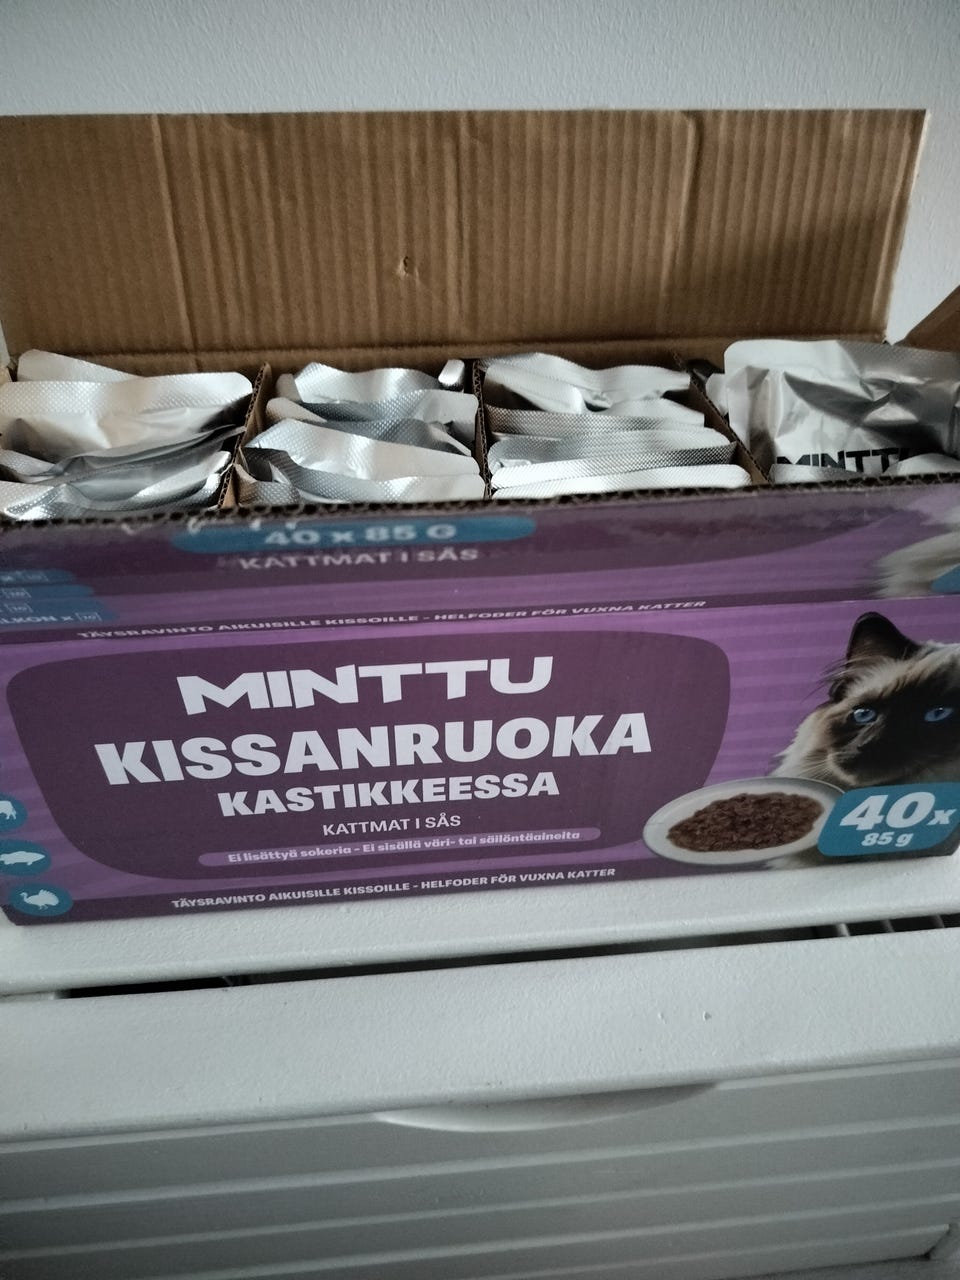 MINTTU
40 x 85 G
KATTMAT I SÅS
TÄYSRAVINTO AIKUISILLE KISSOILLE - HELFODER FÖR VUXNA KATTER
MINTTU
KISSANRUOKA
KASTIKKEESSA
KATTMAT I SÅS
Ei lisättyä sokeria - Ei sisällä väri- tai säilöntäaineita
TÄYSRAVINTO AIKUISILLE KISSOILLE - HELFODER FÖR VUXNA KATTER
40x
85 g